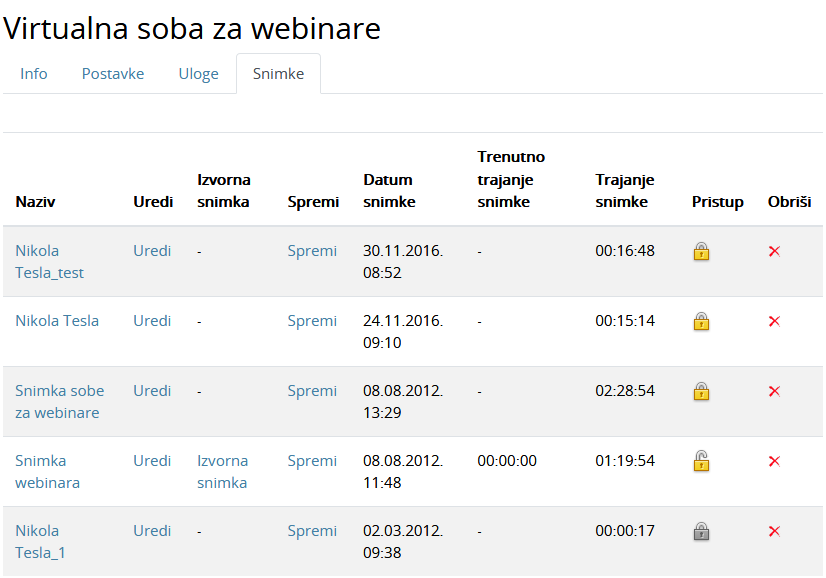 Virtualna soba za webinare
Info Postavke Uloge Snimke
Naziv Uredi Izvorna snimka Spremi Datum snimke Trenutno trajanje snimke Trajanje snimke Pristup Obriši
Nikola Tesla_test Uredi - Spremi 30.11.2016. 08:52 - 00:16:48
Nikola Tesla Uredi - Spremi 24.11.2016. 09:10 - 00:15:14
Snimka sobe za webinare Uredi - Spremi 08.08.2012. 13:29 - 02:28:54
Snimka webinara Uredi Izvorna snimka Spremi 08.08.2012. 11:48 00:00:00 01:19:54
Nikola Tesla_1 Uredi - Spremi 02.03.2012. 09:38 - 00:00:17